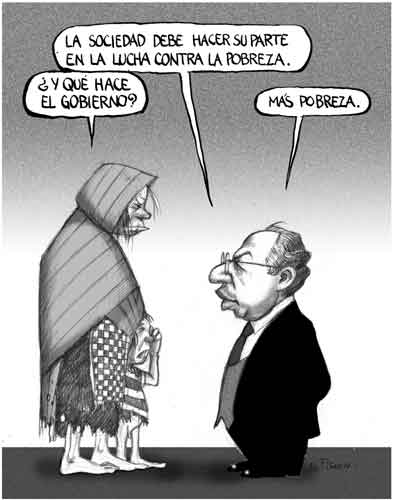 LA SOCIEDAD DEBE HACER SU PARTE
EN LA LUCHA CONTRA LA POBREZA.
¿Y QUÉ HACE
EL GOBIERNO?
MÁS POBREZA.